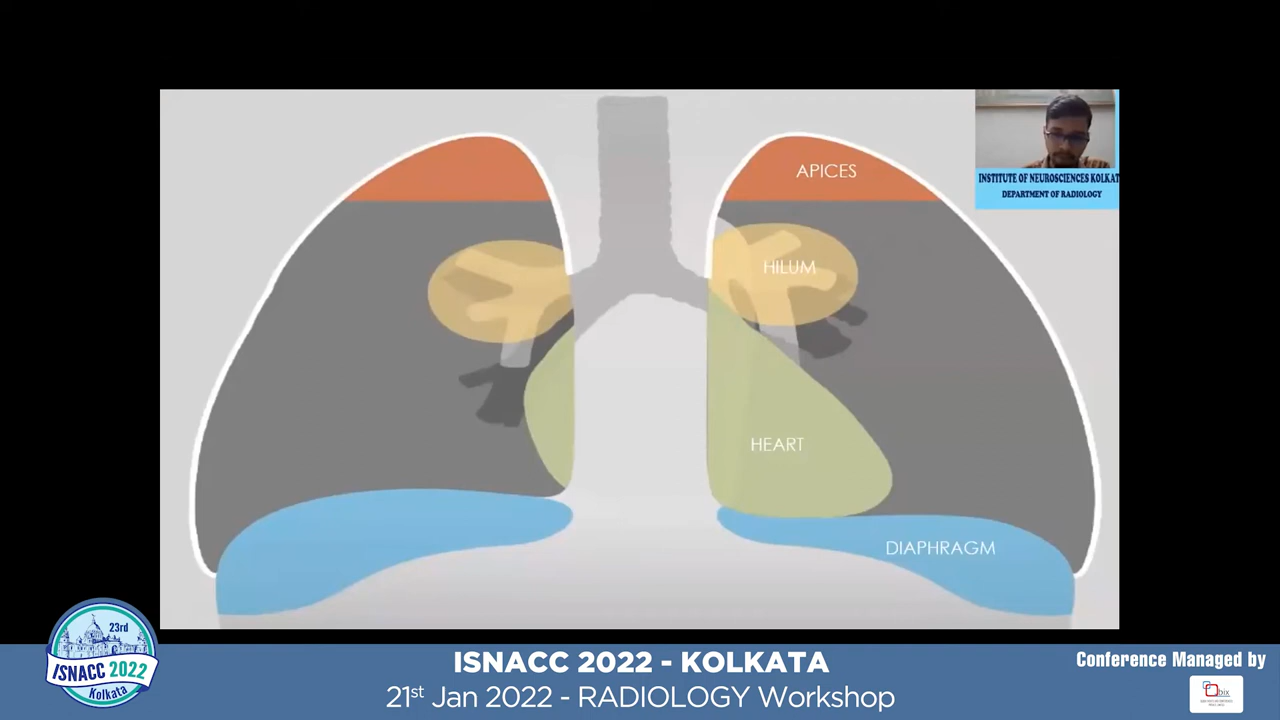 APICES
INSTITUTE OF NEUROSCIENCES KOLKAT
DEPARTMENT OF RADIOLOGY
HILUM
HEART
DIAPHRAGM
23rd
ISNACC 2022
Kolkata
ISNACC 2022 - KOLKATA
21st Jan 2022 - RADIOLOGY Workshop
Conference Managed by
bix